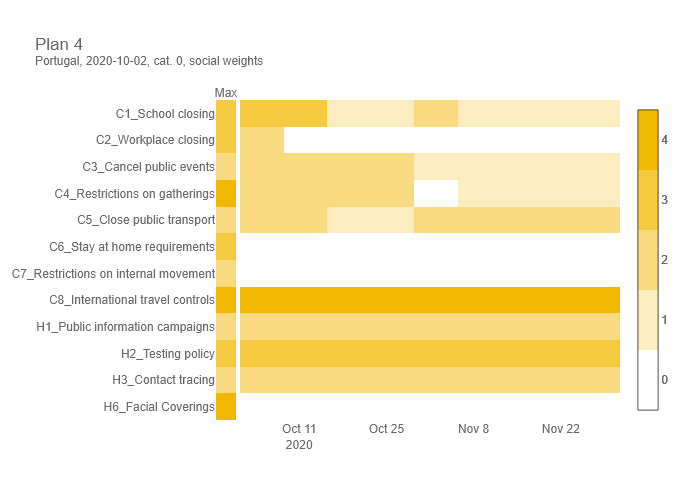 Plan 4
Portugal, 2020-10-02, cat. 0, social weights
Max
C1_School closing
C2_Workplace closing
C3_Cancel public events
C4_Restrictions on gatherings
C5_Close public transport
C6_Stay at home requirements
C7_Restrictions on internal movement
C8_International travel controls
H1_Public information campaigns
H2_Testing policy
H3_Contact tracing
H6_Facial Coverings
Oct 11 Oct 25 Nov 8 Nov 22
2020
4
3
2
1
0